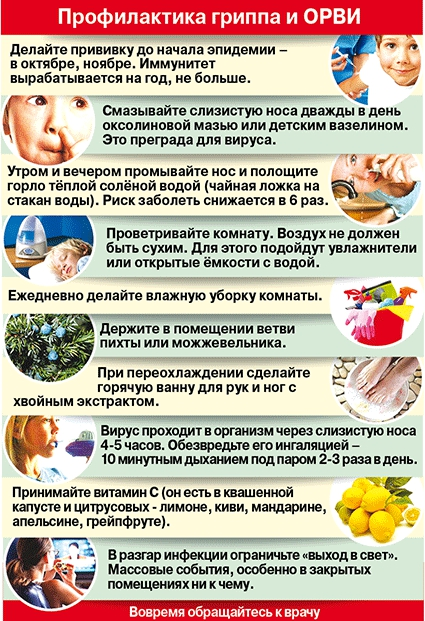 Профилактика гриппа и ОРВИ
Делайте прививку до начала эпидемии –
в октябре, ноябре. Иммунитет
вырабатывается на год, не больше.
Смазывайте слизистую носа дважды в день
оксолиновой мазью или детским вазелином.
Это преграда для вируса.
Утром и вечером промывайте нос и полощите
горло тёплой солёной водой (чайная ложка на
стакан воды). Риск заболеть снижается в 6 раз.
Проветривайте комнату. Воздух не должен
быть сухим. Для этого подойдут увлажнители
или открытые ёмкости с водой.
Ежедневно делайте влажную уборку комнаты.
Держите в помещении ветви
пихты или можжевельника.
При переохлаждении сделайте
горячую ванну для рук и ног с
хвойным экстрактом.
Вирус проходит в организм через слизистую носа
4-5 часов. Обезвредьте его ингаляцией –
10 минутным дыханием под паром 2-3 раза в день.
Принимайте витамин С (он есть в квашенной
капусте и цитрусовых - лимоне, киви, мандарине,
апельсине, грейпфруте).
В разгар инфекции ограничьте «выход в свет».
Массовые события, особенно в закрытых
помещениях ни к чему.
Вовремя обращайтесь к врачу